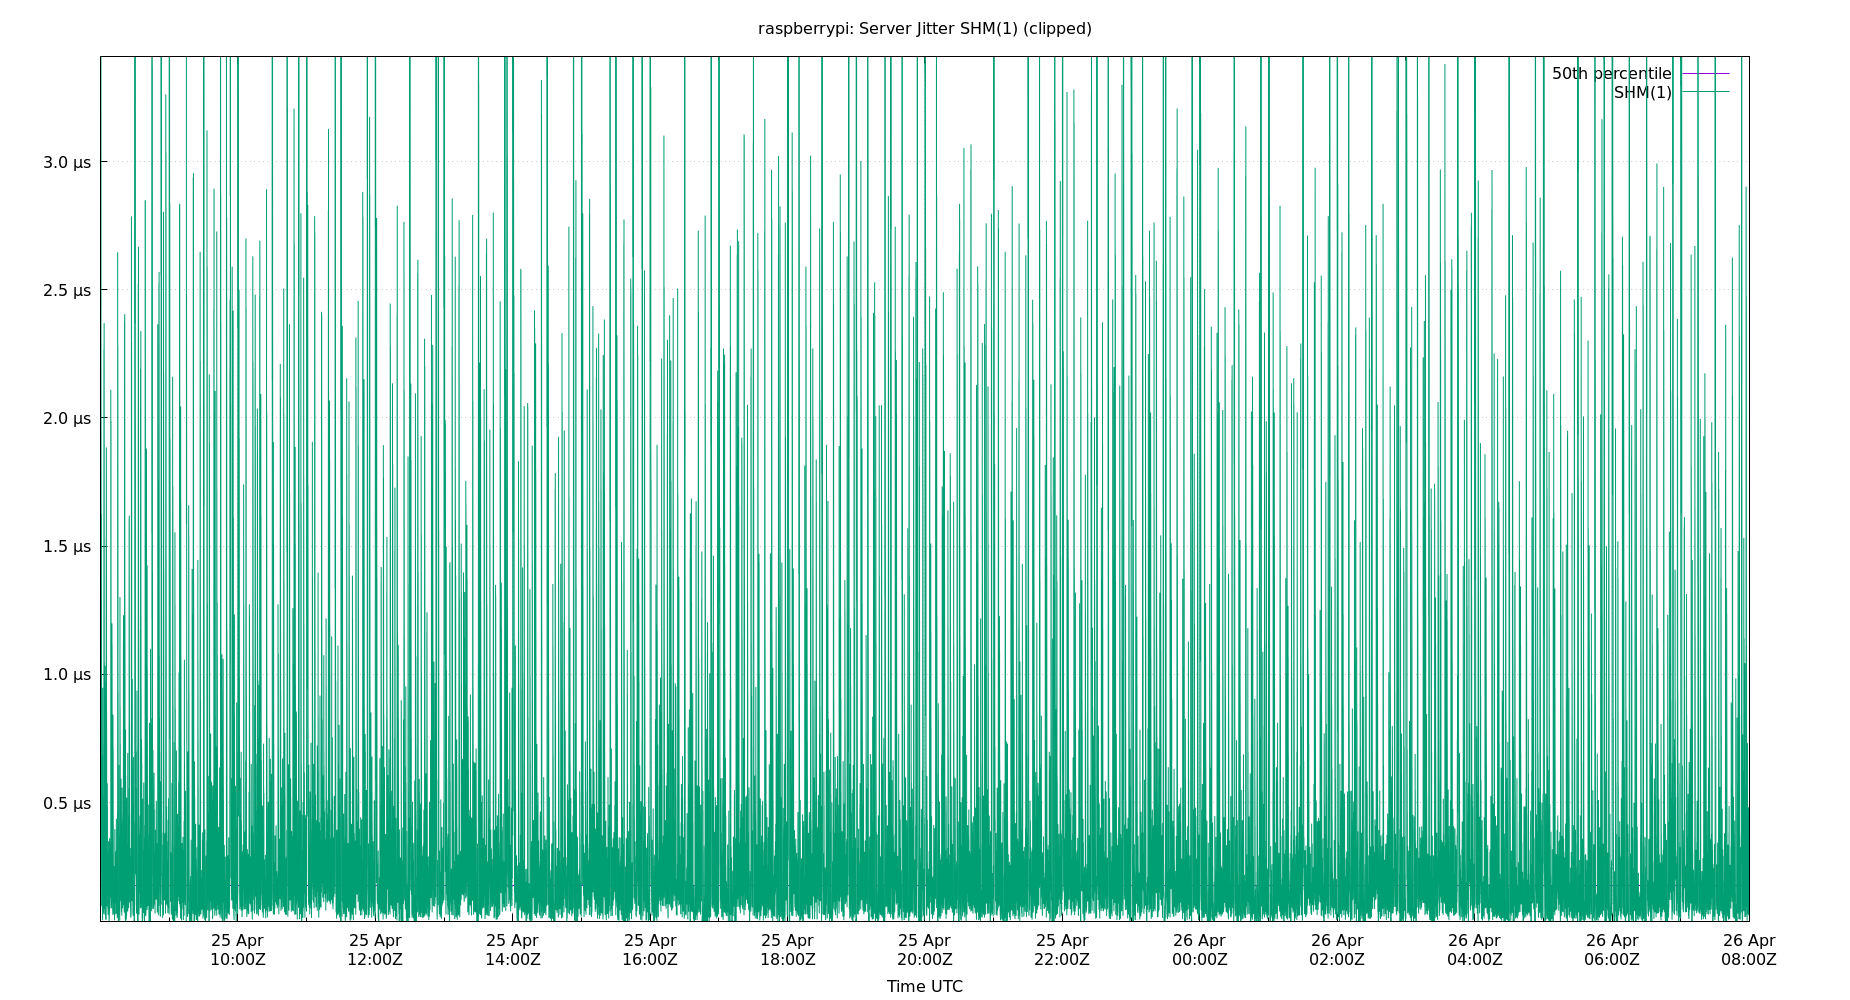 raspberrypi: Server Jitter SHM(1) (clipped)
50th percentile
SHM(1)
3.0 µs
2.5 µs
2.0 µs
1.5 µs
1.0 µs
0.5 µs
25 Apr 25 Apr 25 Apr 25 Apr 25 Apr 25 Apr 25 Apr 26 Apr 26 Apr 26 Apr 26 Apr 26 Apr
10:00Z 12:00Z 14:00Z 16:00Z 18:00Z 20:00Z 22:00Z 00:00Z 02:00Z 04:00Z 06:00Z 08:00Z
Time UTC